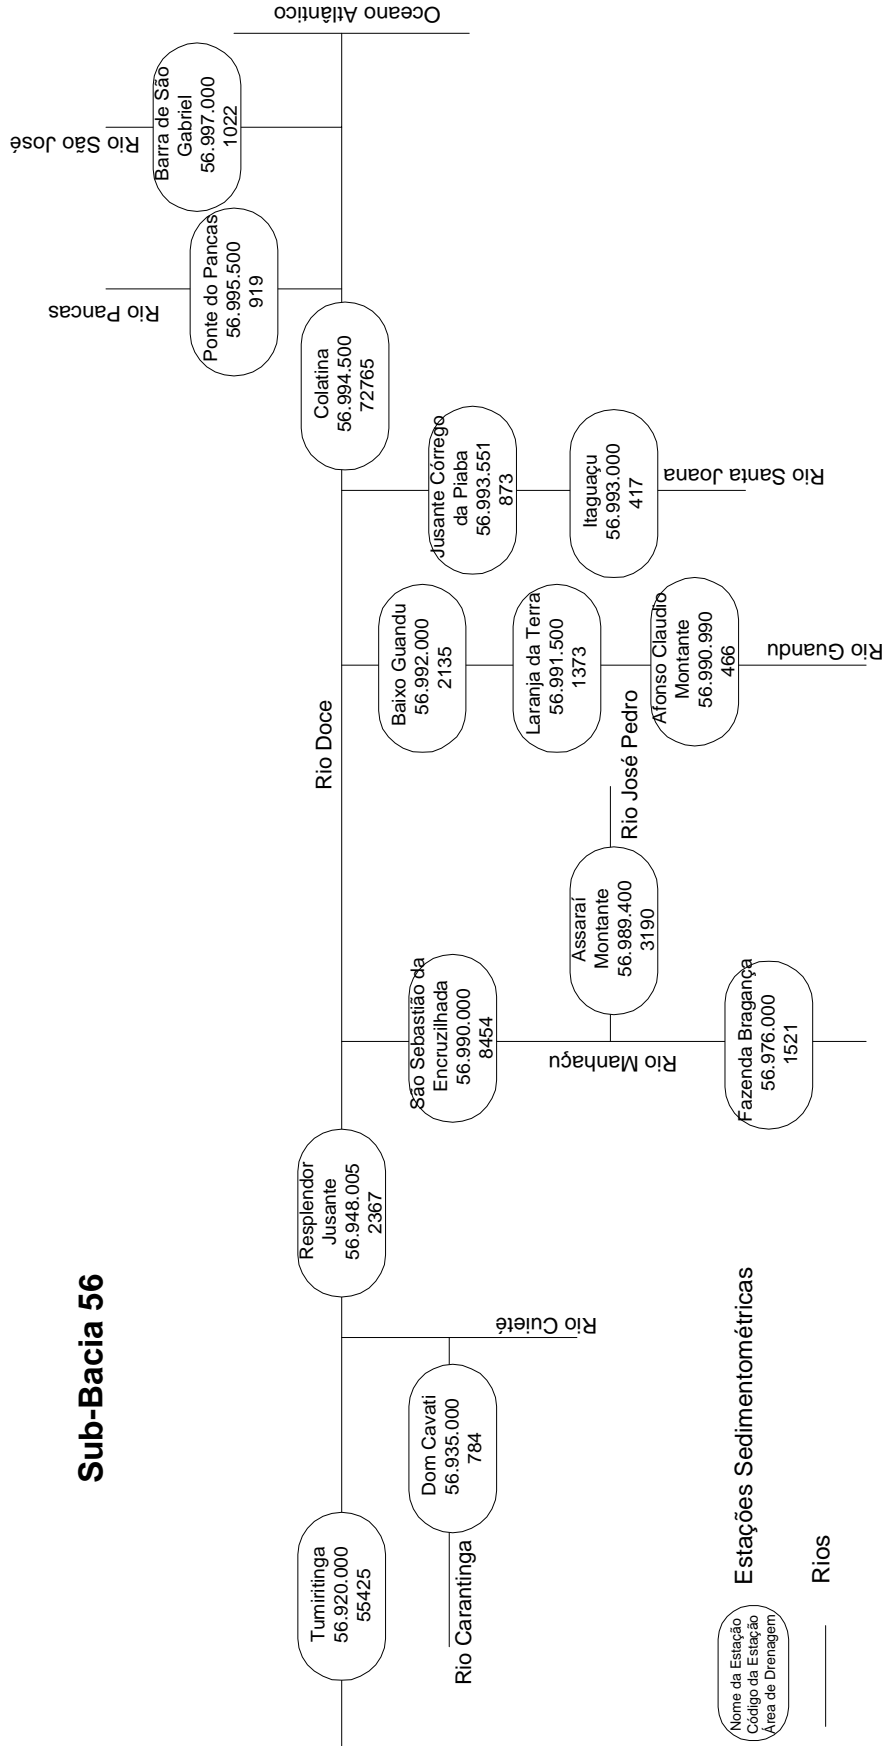 Sub-Bacia 56
Oceano Atlântico
Rio São José
Barra de São
Gabriel
56.997.000
1022
Rio Pancas
Ponte do Pancas
56.995.500
919
Colatina
56.994.500
72765
Jusante Córrego
da Piaba
56.993.551
873
Itaguaçu
56.993.000
417
Rio Santa Joana
Rio Doce
Baixo Guandu
56.992.000
2135
Laranja da Terra
56.991.500
1373
Afonso Claudio
Montante
56.990.990
466
Rio Guandu
São Sebastião da
Encruzilhada
56.990.000
8454
Assaraí
Montante
56.989.400
3190
Rio José Pedro
Rio Manhaçu
Fazenda Bragança
56.976.000
1521
Resplendor
Jusante
56.948.005
2367
Rio Cuieté
Dom Cavati
56.935.000
784
Rio Carantinga
Tumiritinga
56.920.000
55425
Nome da Estação
Código da Estação
Área de Drenagem
Estações Sedimentométricas
Rios